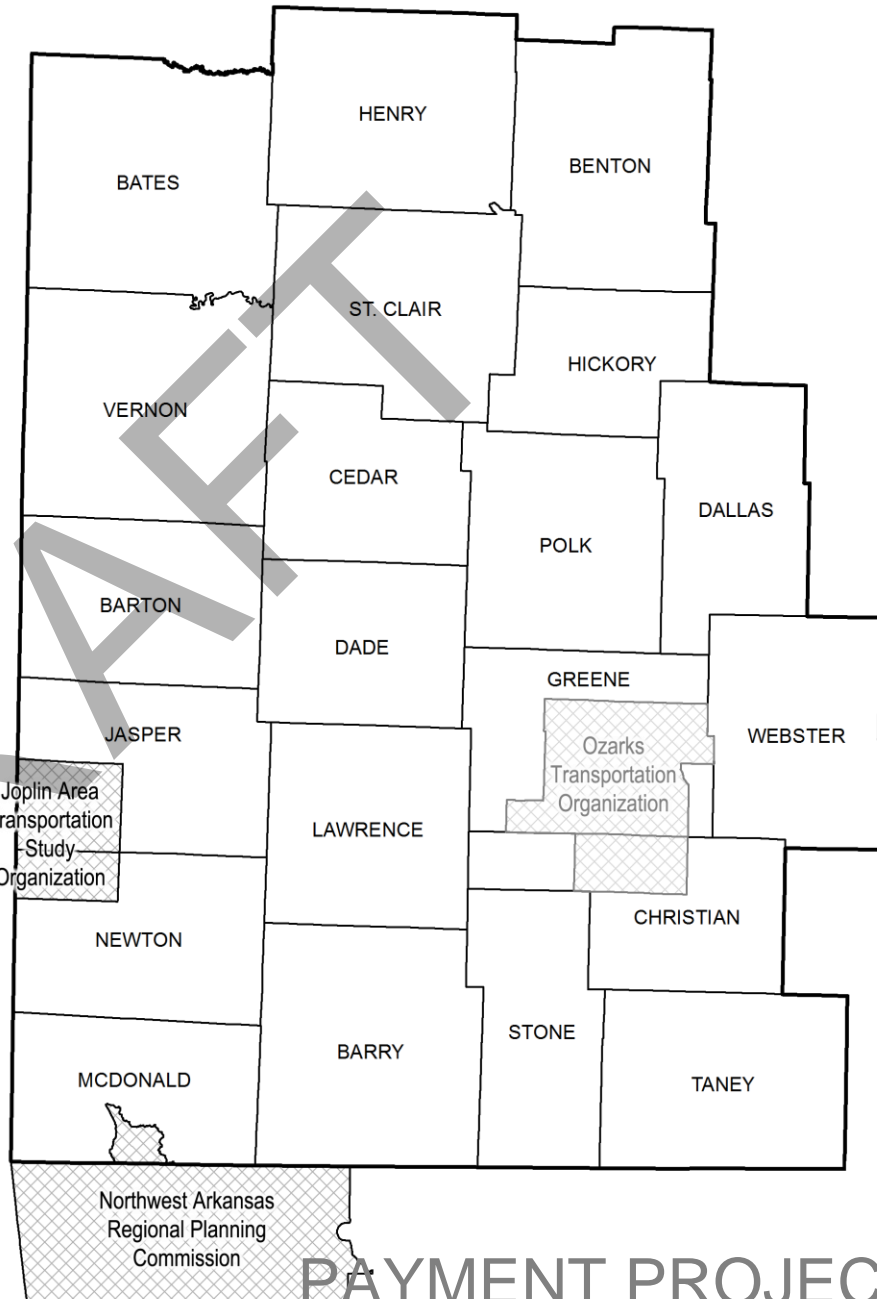 HENRY
BENTON
BATES
ST. CLAIR
HICKORY
VERNON
CEDAR
DALLAS
POLK
BARTON
DADE
GREENE
JASPER
WEBSTER
Ozarks
Transportation
Organization
Joplin Area
ransportation
Study
Organization
LAWRENCE
CHRISTIAN
NEWTON
STONE
BARRY
MCDONALD
TANEY
Northwest Arkansas
Regional Planning
Commission
AFT
PAYMENT PROJEC